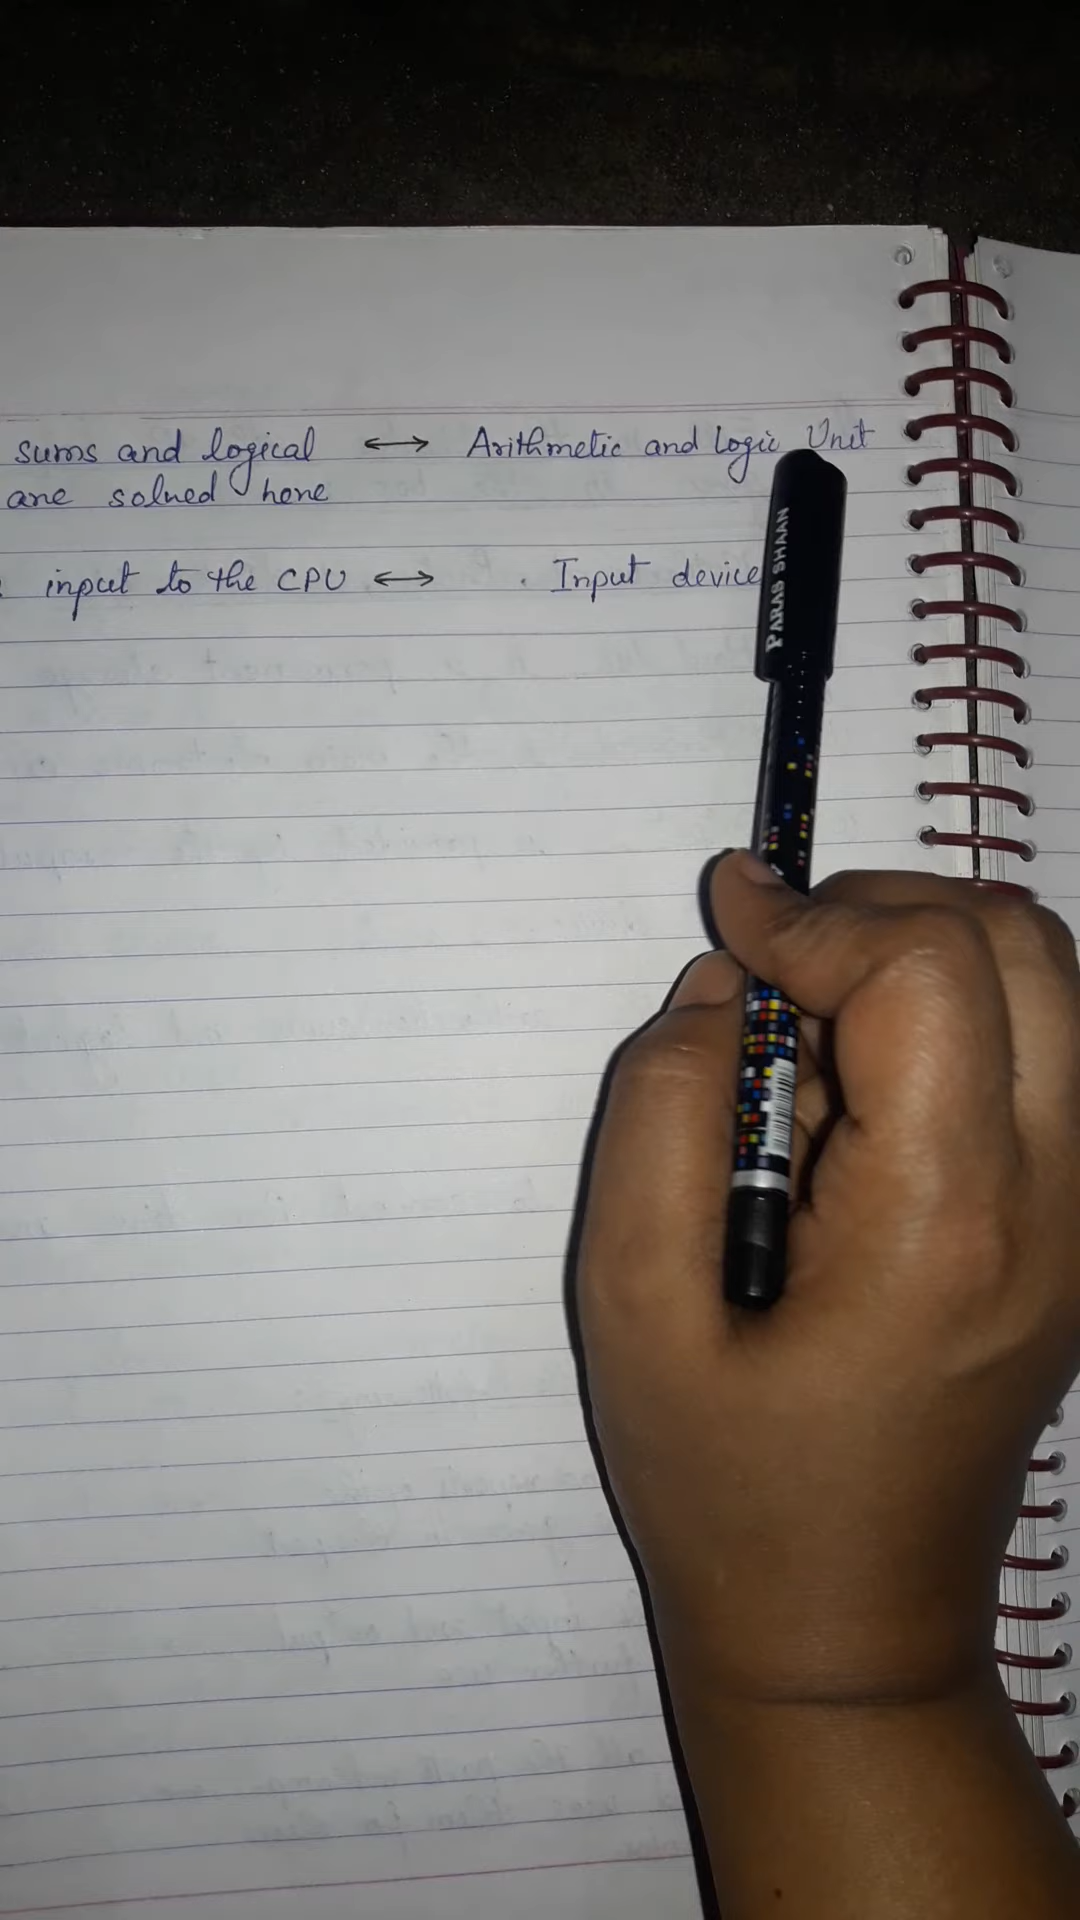 sums and logical ↔ Arithmetic and Logic Unit
are solved here
input to the CPU ↔ . Input device
PARAS SHAAN